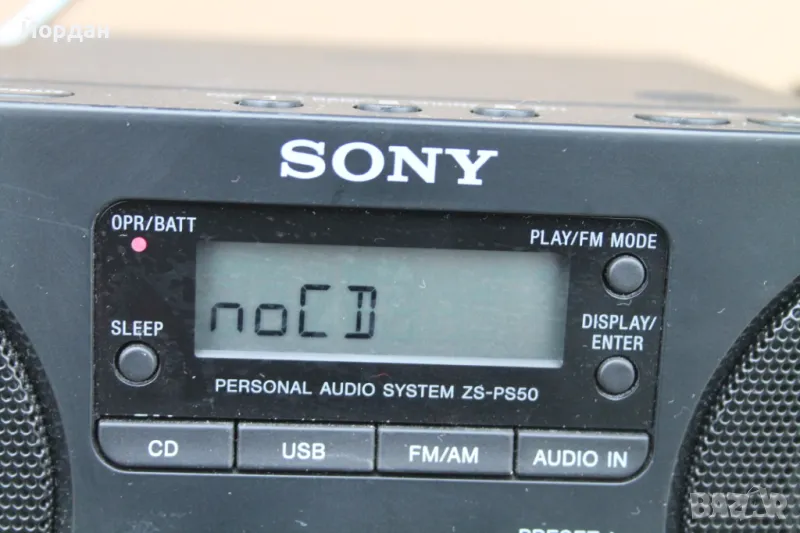 Йордан
SONY
OPR/BATT
PLAY/FM MODE
noCD
SLEEP
DISPLAY/
ENTER
PERSONAL AUDIO SYSTEM ZS-PS50
CD
USB
FM/AM
AUDIO IN
BAZAR